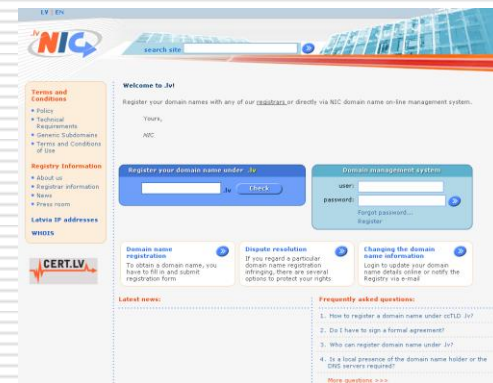 LV | EN
.lv
NIC
search site
Terms and
Conditions
Policy
Technical
Requirements
Generic Subdomains
Terms and Conditions
of Use
Registry Information
About us
Registrar information
News
Press room
Latvia IP addresses
WHOIS
CERT.LV
Welcome to .lv!
Register your domain names with any of our registrars or directly via NIC domain name on-line management system.
Yours,
NIC
Register your domain name under .lv
.lv Check
Domain management system
user:
password:
Forgot password...
Register
Domain name
registration
To obtain a domain name, you
have to fill in and submit
registration form
Dispute resolution
If you regard a particular
domain name registration
infringing, there are several
options to protect your rights
Changing the domain
name information
Login to update your domain
name details online or notify the
Registry via e-mail
Latest news:
Frequently asked questions:
1. How to register a domain name under ccTLD .lv?
2. Do I have to sign a formal agreement?
3. Who can register domain name under .lv?
4. Is a local presence of the domain name holder or the
DNS servers required?
More questions >>>